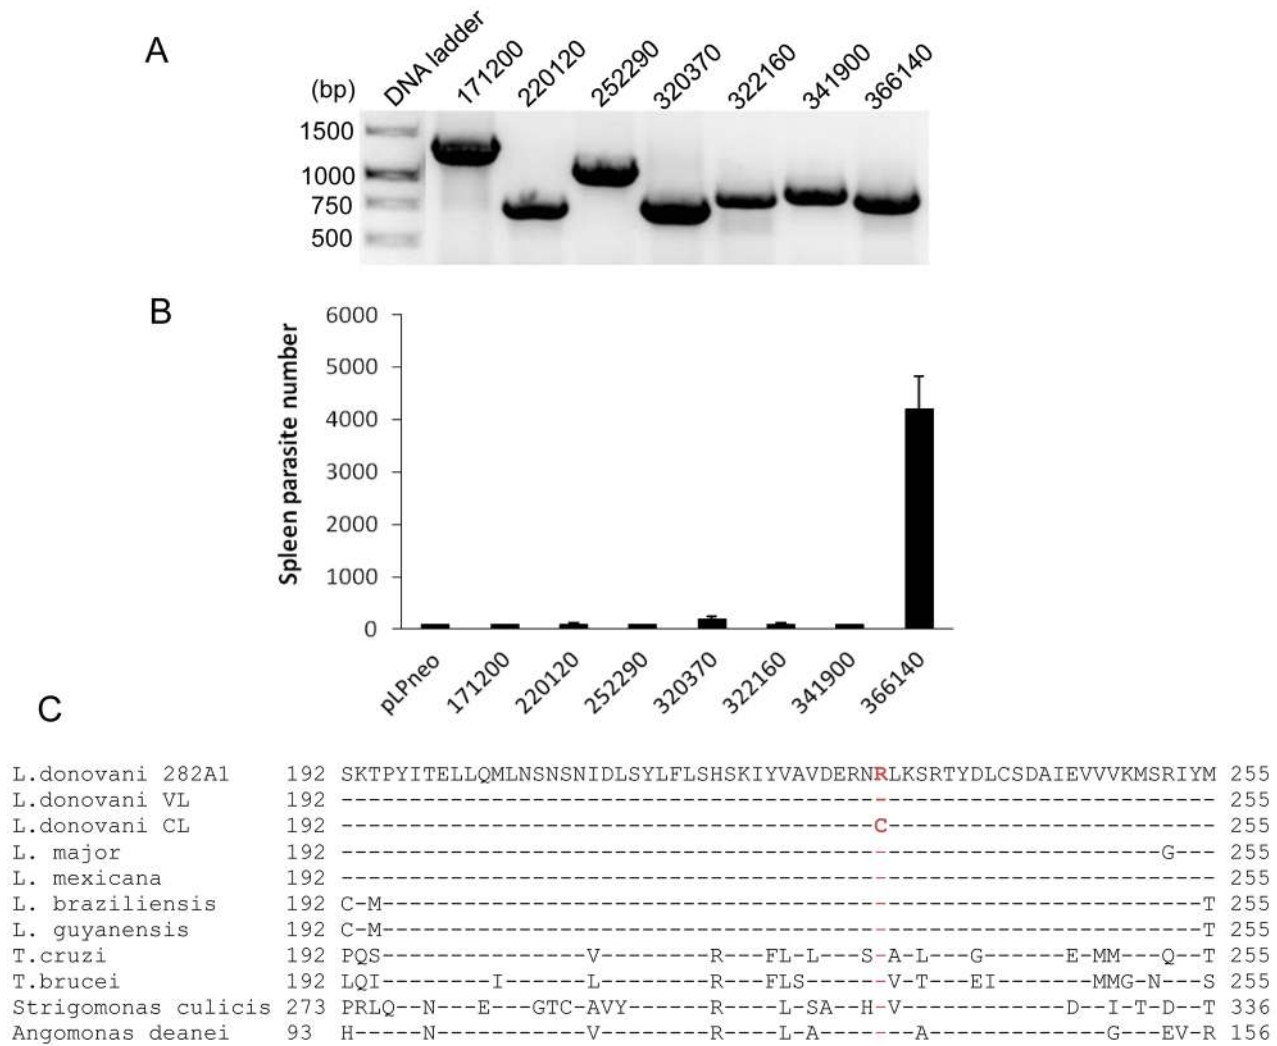 A
(bp)
DNA ladder
171200
220120
252290
320370
322160
341900
366140
1500
1000
750
500
B
Spleen parasite number
6000
5000
4000
3000
2000
1000
0
pLPneo
171200
220120
252290
320370
322160
341900
366140
C
L.donovani 282A1 192 SKTPYITELLQMLNSNSNIDLSYLFLSHSKIYVAVDERNRLKSRTYDLCSDAIEVVVKMSRIYM 255
L.donovani VL 192 ---------------------------------------------------------------- 255
L.donovani CL 192 ---------------------------------------C------------------------ 255
L. major 192 ------------------------------------------------------------G--- 255
L. mexicana 192 ---------------------------------------------------------------- 255
L. braziliensis 192 C-M------------------------------------------------------------T 255
L. guyanensis 192 C-M------------------------------------------------------------T 255
T.cruzi 192 PQS---------------V--------R---FL-L---S-A-L---G------E-MM---Q--T 255
T.brucei 192 LQI--------I------L--------R---FLS------V-T---EI-------MMG-N---S 255
Strigomonas culicis 273 PRLQ--N---E---GTC-AVY------R----L-SA--H-V------------D--I-T-D--T 336
Angomonas deanei 93 H-----N-----------V--------R----L-A-------A-------------G---EV-R 156